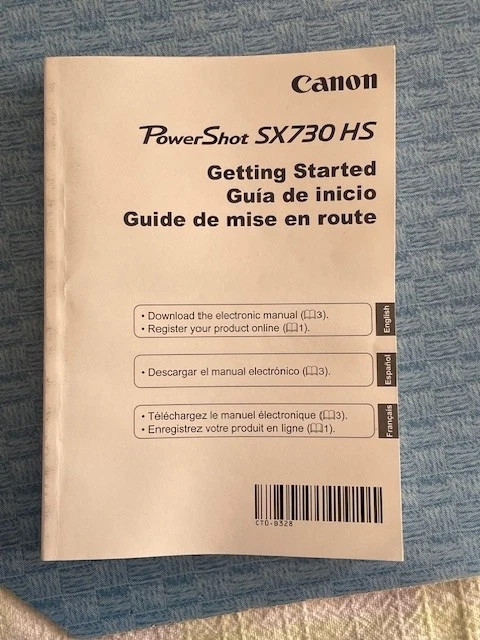 Canon
PowerShot SX730 HS
Getting Started
Guía de inicio
Guide de mise en route
• Download the electronic manual (📖3).
• Register your product online (📖1).
English
• Descargar el manual electrónico (📖3).
Español
• Téléchargez le manuel électronique (📖3).
• Enregistrez votre produit en ligne (📖1).
Français
CT0-B328